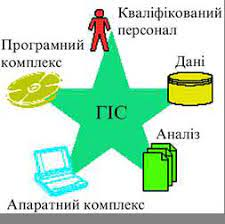 Кваліфікований
персонал
Програмний
комплекс
Дані
ГІС
Аналіз
Апаратний комплекс